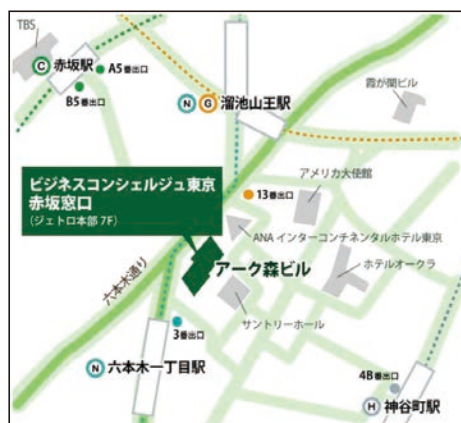 TBS
C 赤坂駅
A5番出口
B5番出口
N G 溜池山王駅
霞が関ビル
ビジネスコンシェルジュ東京
赤坂窓口
(ジェトロ本部 7F)
13番出口
アメリカ大使館
ANA インターコンチネンタルホテル東京
六本木通り
アーク森ビル
ホテルオークラ
サントリーホール
3番出口
N 六本木一丁目駅
4B番出口
H 神谷町駅